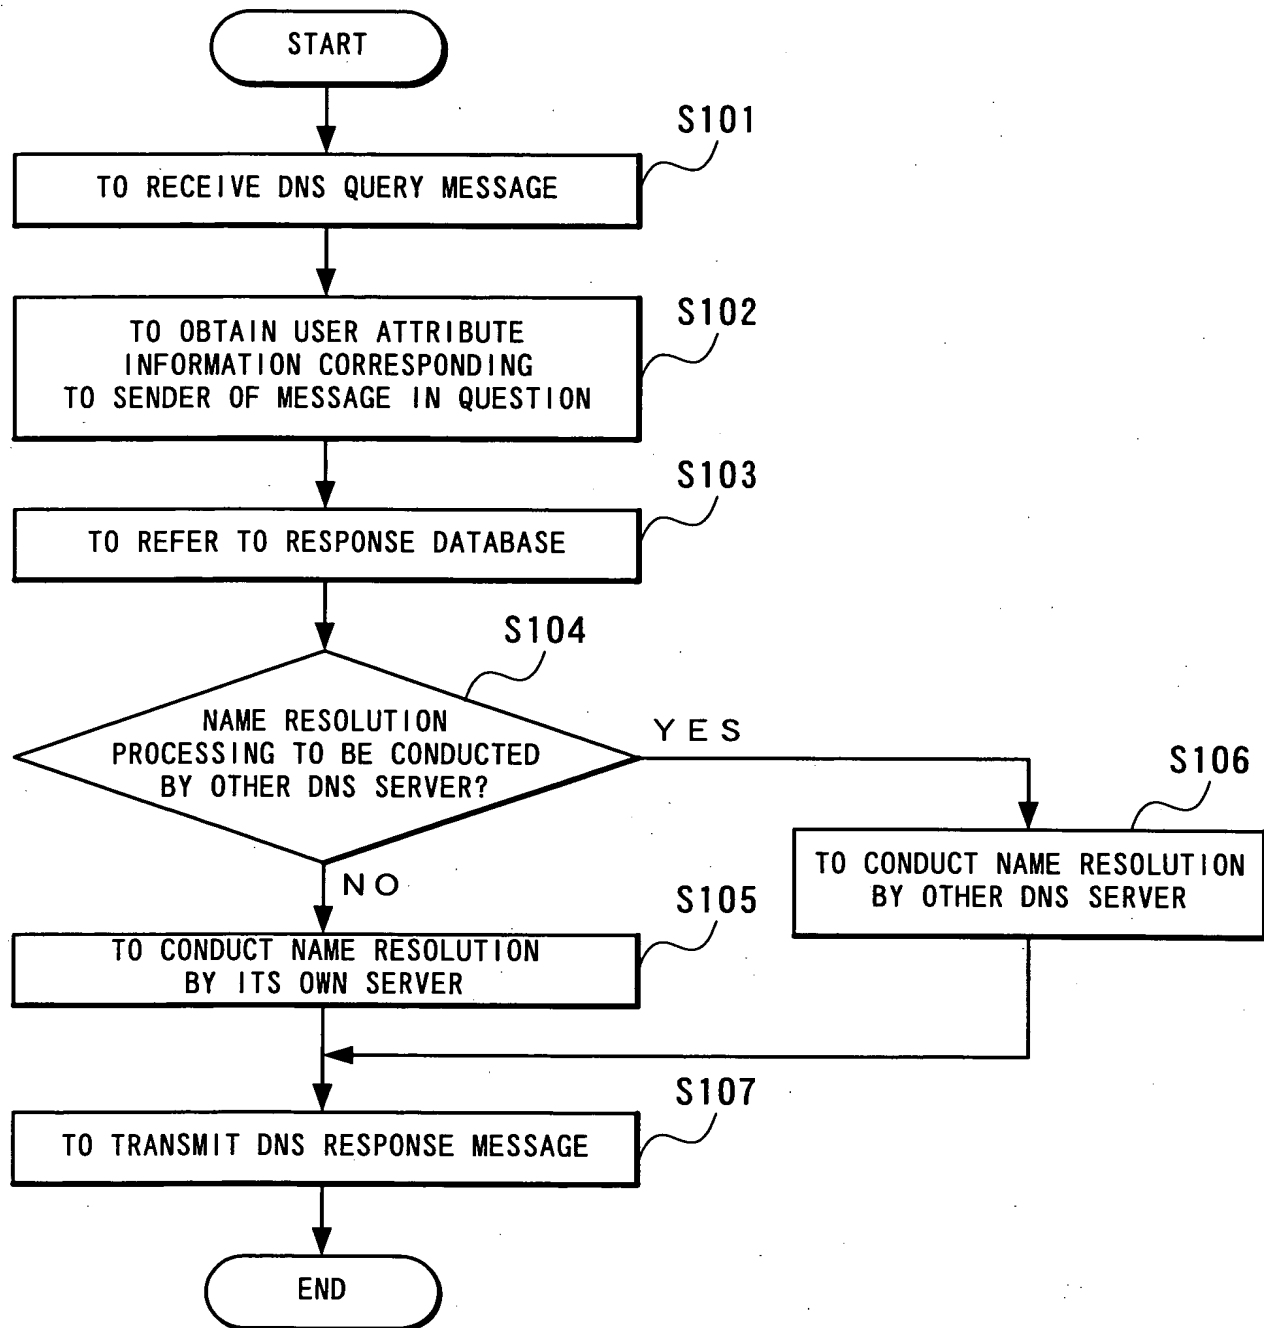 START
S101
TO RECEIVE DNS QUERY MESSAGE
S102
TO OBTAIN USER ATTRIBUTE
INFORMATION CORRESPONDING
TO SENDER OF MESSAGE IN QUESTION
S103
TO REFER TO RESPONSE DATABASE
S104
NAME RESOLUTION
PROCESSING TO BE CONDUCTED
BY OTHER DNS SERVER?
YES
S106
TO CONDUCT NAME RESOLUTION
BY OTHER DNS SERVER
NO
S105
TO CONDUCT NAME RESOLUTION
BY ITS OWN SERVER
S107
TO TRANSMIT DNS RESPONSE MESSAGE
END